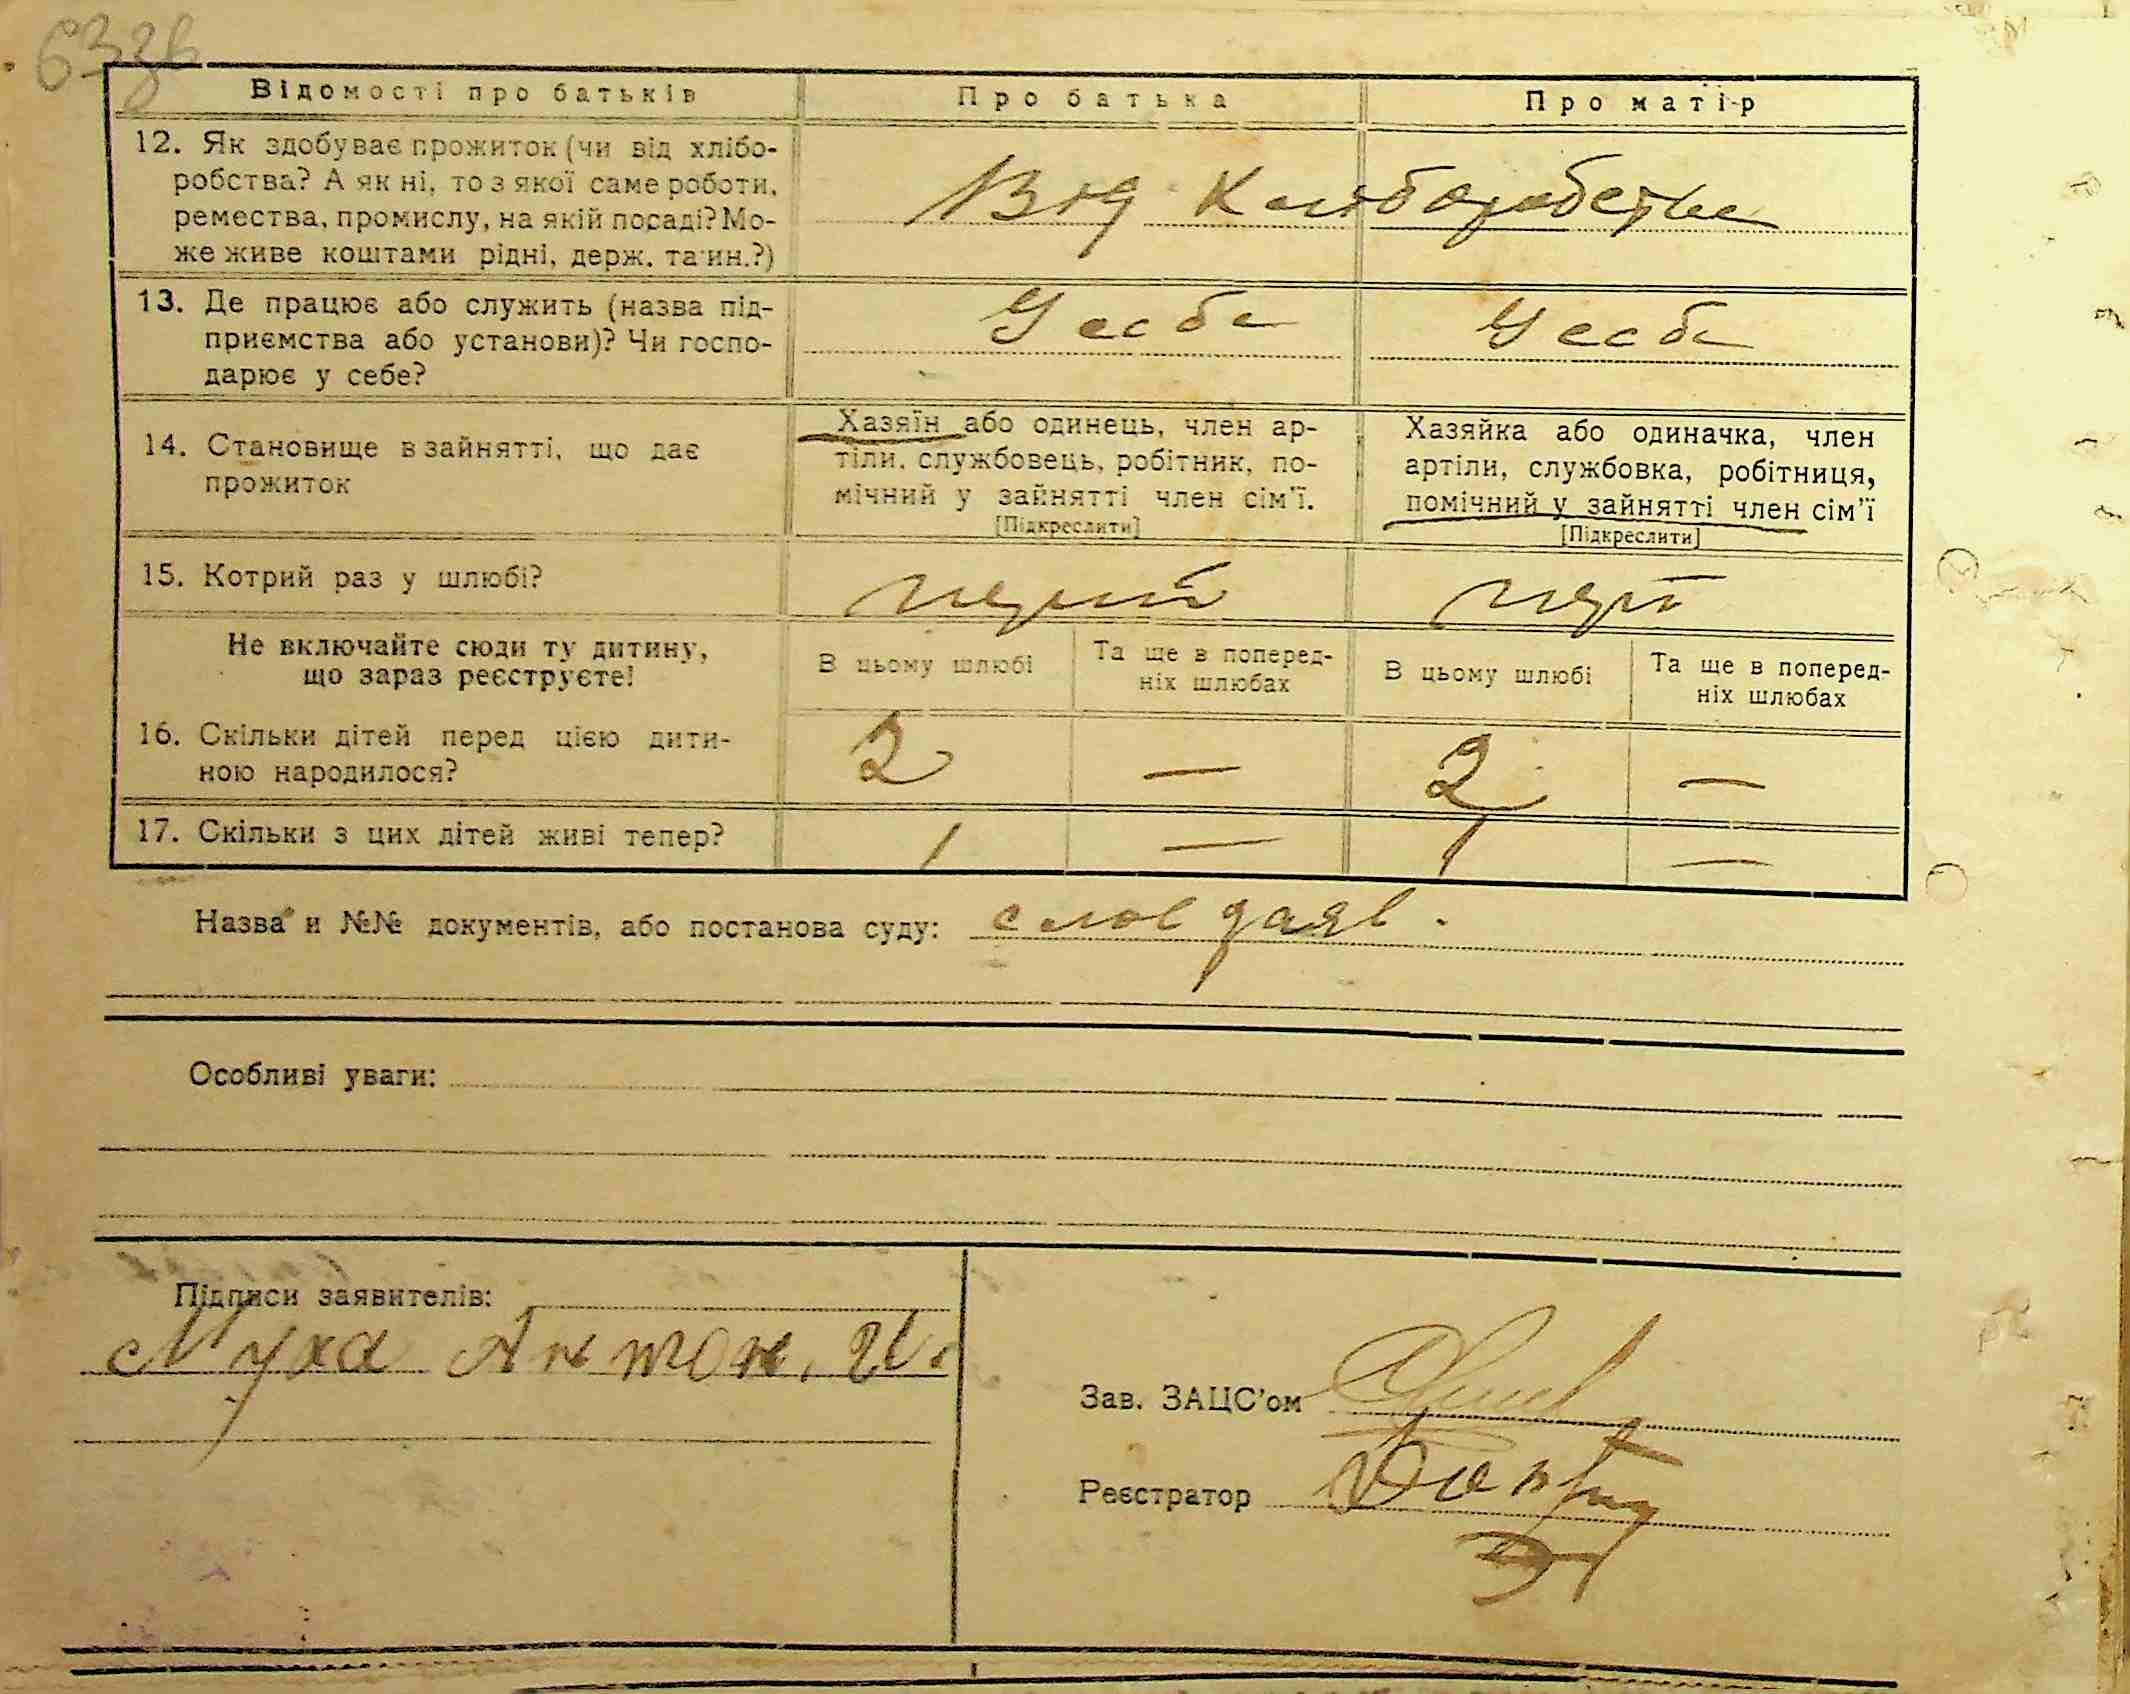 63зв
Відомості про батьків
Про батька
Про матір
12. Як здобуває прожиток (чи від хлібо-
робства? А як ні, то з якої саме роботи,
ремества, промислу, на якій посаді? Мо-
же живе коштами рідні, держ. та ин.?)
Від
13. Де працює або служить (назва під-
приємства або установи)? Чи госпо-
дарює у себе?
У себе
У себе
14. Становище в зайнятті, що дає
прожиток
Хазяїн або одинець, член ар-
тіли, службовець, робітник, по-
мічний у зайнятті член сім'ї.
[Підкреслити]
Хазяйка або одиначка, член
артіли, службовка, робітниця,
помічний у зайнятті член сім'ї
[Підкреслити]
15. Котрий раз у шлюбі?
Не включайте сюди ту дитину,
що зараз реєструєте!
В цьому шлюбі
Та ще в поперед-
ніх шлюбах
В цьому шлюбі
Та ще в поперед-
ніх шлюбах
16. Скільки дітей перед цією дити-
ною народилося?
2 — 2 —
17. Скільки з цих дітей живі тепер?
1 — 1 —
Назва и №№ документів, або постанова суду: слов заяв.
Особливі уваги:
Підписи заявителів:
Муха Антон. И.
Зав. ЗАЦС'ом
Реєстратор